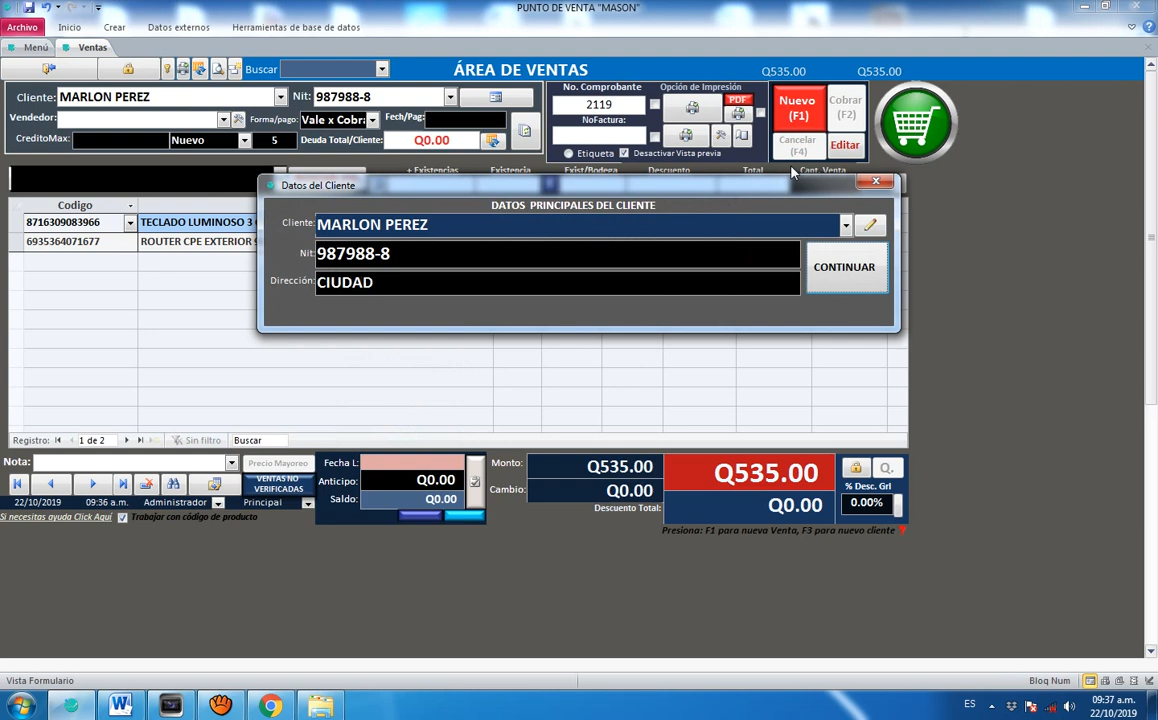 PUNTO DE VENTA "MASON"
Archivo Inicio Crear Datos externos Herramientas de base de datos
Menú Ventas
Buscar ÁREA DE VENTAS Q535.00 Q535.00
Cliente: MARLON PEREZ Nit: 987988-8
Vendedor: Forma/pago: Vale x Cobra Fech/Pag:
CreditoMax: Nuevo 5 Deuda Total/Cliente: Q0.00
No. Comprobante Opción de Impresión
2119 PDF
NoFactura:
Etiqueta Desactivar Vista previa
Nuevo (F1) Cobrar (F2)
Cancelar (F4) Editar
+ Existencias Existencia Exist/Bodega Descuento Total Cant. Venta
Datos del Cliente
DATOS PRINCIPALES DEL CLIENTE
Cliente: MARLON PEREZ
Nit: 987988-8
Dirección: CIUDAD
CONTINUAR
Codigo
8716309083966 TECLADO LUMINOSO 3
6935364071677 ROUTER CPE EXTERIOR
Registro: 1 de 2 Sin filtro Buscar
Nota: Precio Mayoreo
VENTAS NO VERIFICADAS
22/10/2019 09:36 a.m. Administrador Principal
Si necesitas ayuda Click Aquí Trabajar con código de producto
Fecha L:
Anticipo: Q0.00
Saldo: Q0.00
Monto: Q535.00 Q535.00
Cambio: Q0.00
Descuento Total: Q0.00
Q.
% Desc. Grl
0.00%
Presiona: F1 para nueva Venta, F3 para nuevo cliente
Vista Formulario Bloq Num
ES 09:37 a.m.
22/10/2019